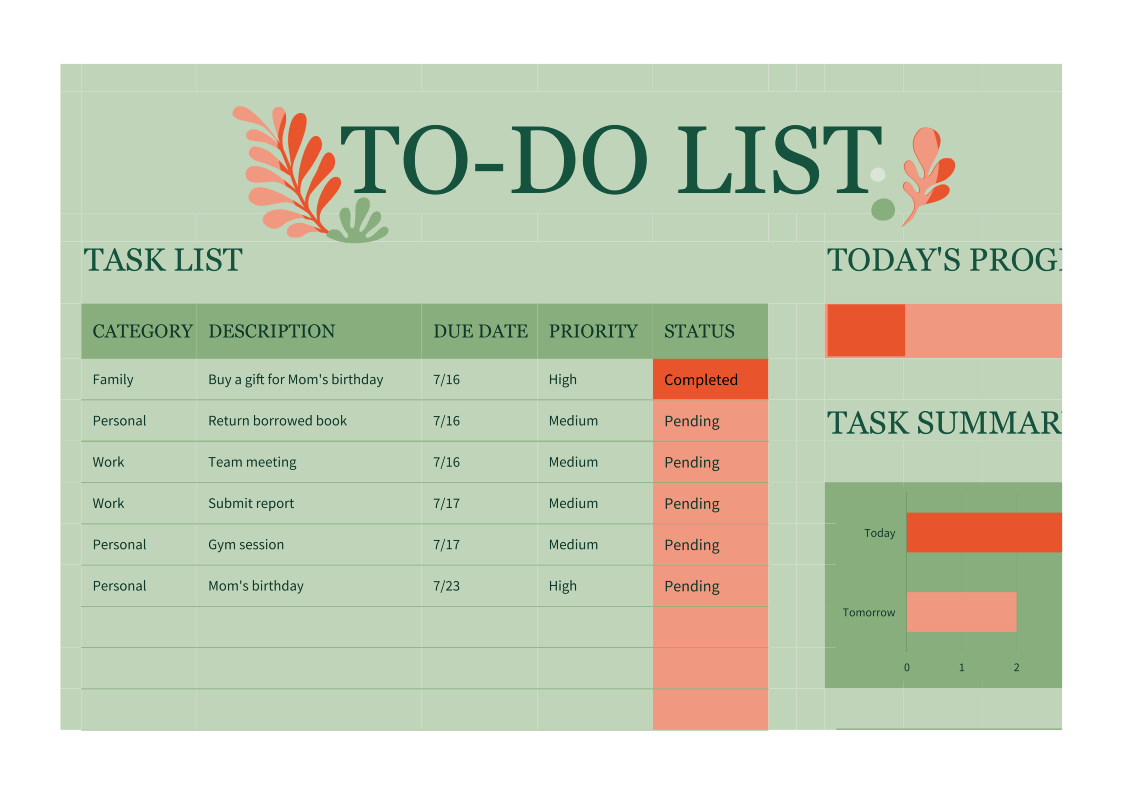 TO-DO LIST
TASK LIST
TODAY'S
CATEGORY DESCRIPTION DUE DATE PRIORITY STATUS
Family Buy a gift for Mom's birthday 7/16 High Completed
Personal Return borrowed book 7/16 Medium Pending
Work Team meeting 7/16 Medium Pending
Work Submit report 7/17 Medium Pending
Personal Gym session 7/17 Medium Pending
Personal Mom's birthday 7/23 High Pending
TASK
Today
Tomorrow
0 1 2